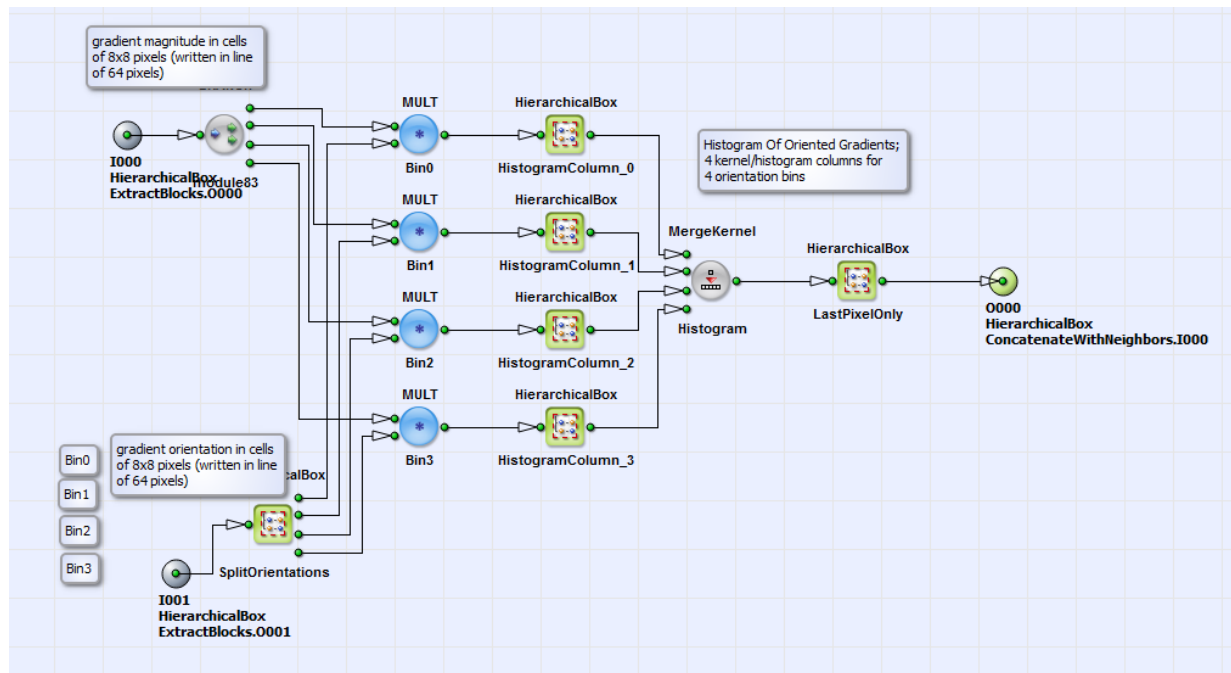 gradient magnitude in cells
of 8x8 pixels (written in line
of 64 pixels)
I000
HierarchicalBox
ExtractBlocks.O000
module83
MULT
Bin0
HierarchicalBox
HistogramColumn_0
MULT
Bin1
HierarchicalBox
HistogramColumn_1
MULT
Bin2
HierarchicalBox
HistogramColumn_2
MULT
Bin3
HierarchicalBox
HistogramColumn_3
Histogram Of Oriented Gradients;
4 kernel/histogram columns for
4 orientation bins
MergeKernel
Histogram
HierarchicalBox
LastPixelOnly
O000
HierarchicalBox
ConcatenateWithNeighbors.I000
Bin0
Bin1
Bin2
Bin3
gradient orientation in cells
of 8x8 pixels (written in line
of 64 pixels)
calBox
SplitOrientations
I001
HierarchicalBox
ExtractBlocks.O001